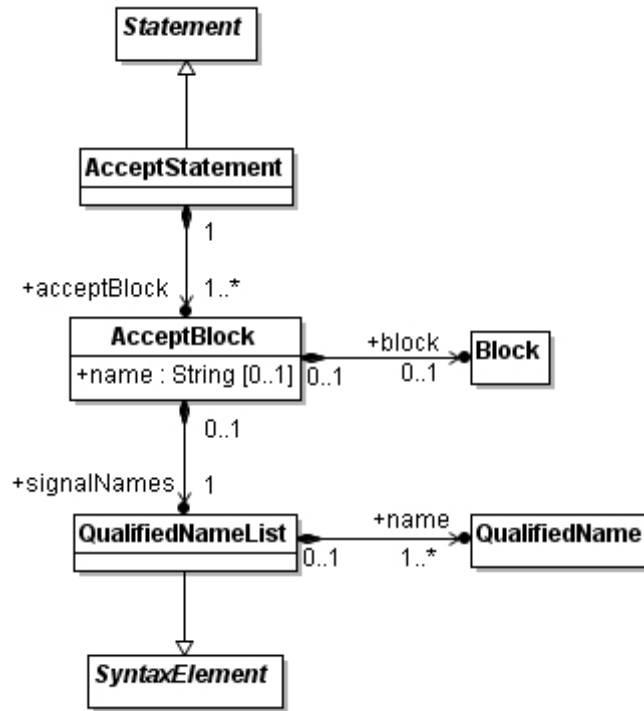 Statement
AcceptStatement
1
+acceptBlock 1..*
AcceptBlock
+name : String [0..1]
+block
0..1 0..1
Block
0..1
+signalNames 1
QualifiedNameList
+name
0..1 1..*
QualifiedName
SyntaxElement